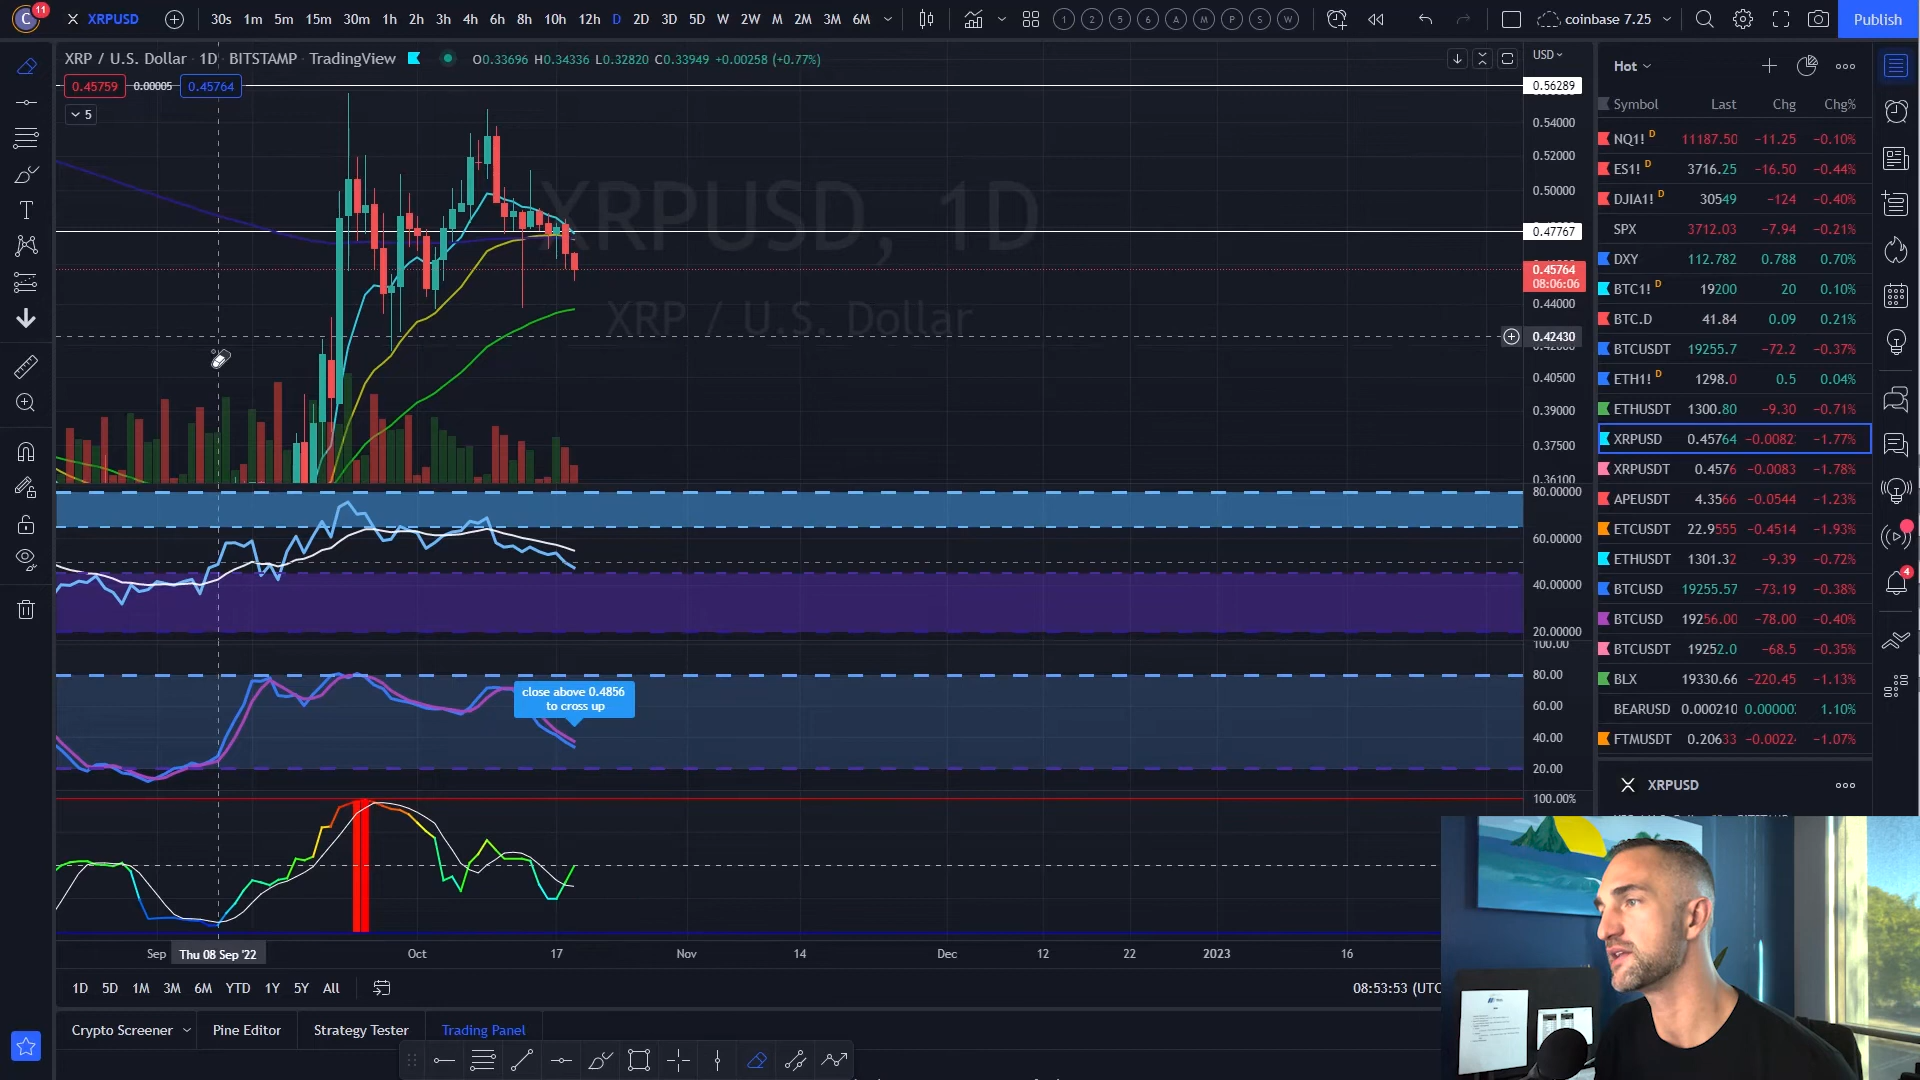 C 11 XRPUSD 30s 1m 5m 15m 30m 1h 2h 3h 4h 6h 8h 10h 12h D 2D 3D 5D W 2W M 2M 3M 6M 1 2 5 6 A M P S W coinbase 7.25 Publish
XRP / U.S. Dollar · 1D · BITSTAMP · TradingView O0.33696 H0.34336 L0.32820 C0.33949 +0.00258 (+0.77%)
0.45759 0.00005 0.45764
5
XRPUSD, 1D
XRP / U.S. Dollar
USD
0.56289
0.54000
0.52000
0.50000
0.47767
0.45764
08:06:06
0.44000
0.42430
0.40500
0.39000
0.37500
0.36100
80.00000
60.00000
40.00000
20.00000
100.00
80.00
60.00
40.00
20.00
100.00%
close above 0.4856
to cross up
Sep Thu 08 Sep '22 Oct 17 Nov 14 Dec 12 22 2023 16
1D 5D 1M 3M 6M YTD 1Y 5Y All 08:53:53 (UTC
Crypto Screener Pine Editor Strategy Tester Trading Panel
Hot
Symbol Last Chg Chg%
NQ1! D 11187.50 −11.25 −0.10%
ES1! D 3716.25 −16.50 −0.44%
DJIA1! D 30549 −124 −0.40%
SPX 3712.03 −7.94 −0.21%
DXY 112.782 0.788 0.70%
BTC1! D 19200 20 0.10%
BTC.D 41.84 0.09 0.21%
BTCUSDT 19255.7 −72.2 −0.37%
ETH1! D 1298.0 0.5 0.04%
ETHUSDT 1300.80 −9.30 −0.71%
XRPUSD 0.45764 −0.0082 −1.77%
XRPUSDT 0.4576 −0.0083 −1.78%
APEUSDT 4.3566 −0.0544 −1.23%
ETCUSDT 22.9555 −0.4514 −1.93%
ETHUSDT 1301.32 −9.39 −0.72%
BTCUSD 19255.57 −73.19 −0.38%
BTCUSD 19256.00 −78.00 −0.40%
BTCUSDT 19252.0 −68.5 −0.35%
BLX 19330.66 −220.45 −1.13%
BEARUSD 0.000210 0.00000 1.10%
FTMUSDT 0.20633 −0.0022 −1.07%
XRPUSD
4